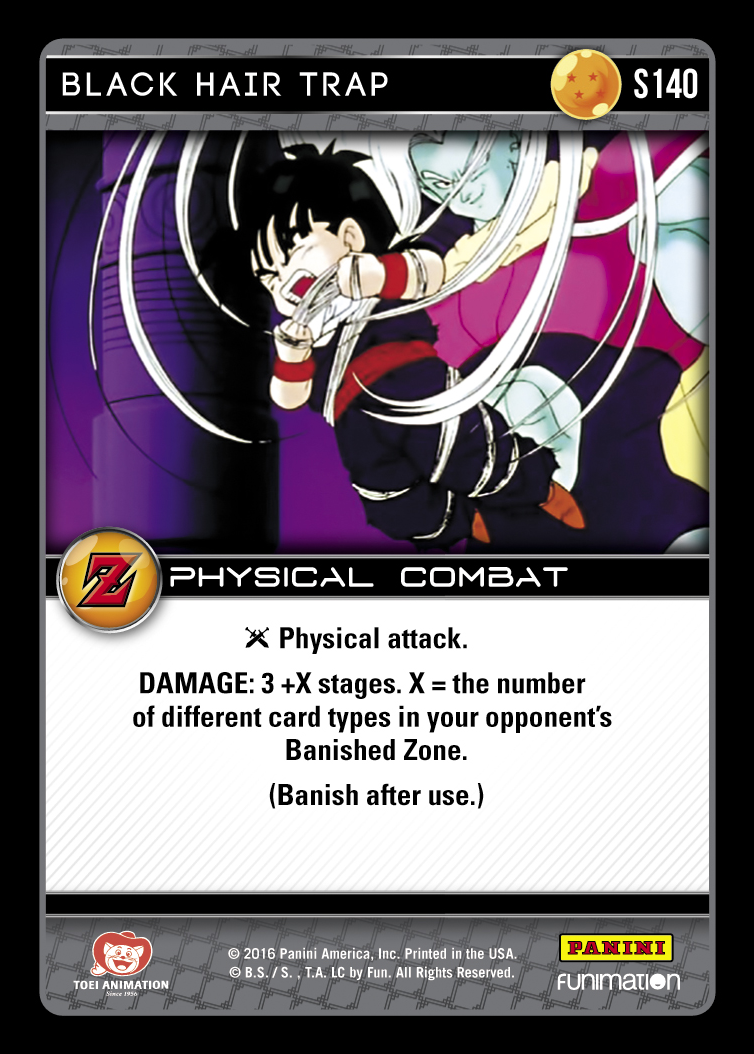 BLACK HAIR TRAP S140
Z PHYSICAL COMBAT
Physical attack.
DAMAGE: 3 +X stages. X = the number
of different card types in your opponent's
Banished Zone.
(Banish after use.)
TOEI ANIMATION
Since 1956
© 2016 Panini America, Inc. Printed in the USA.
© B.S. / S. , T.A. LC by Fun. All Rights Reserved.
PANINI
FUNIMATION